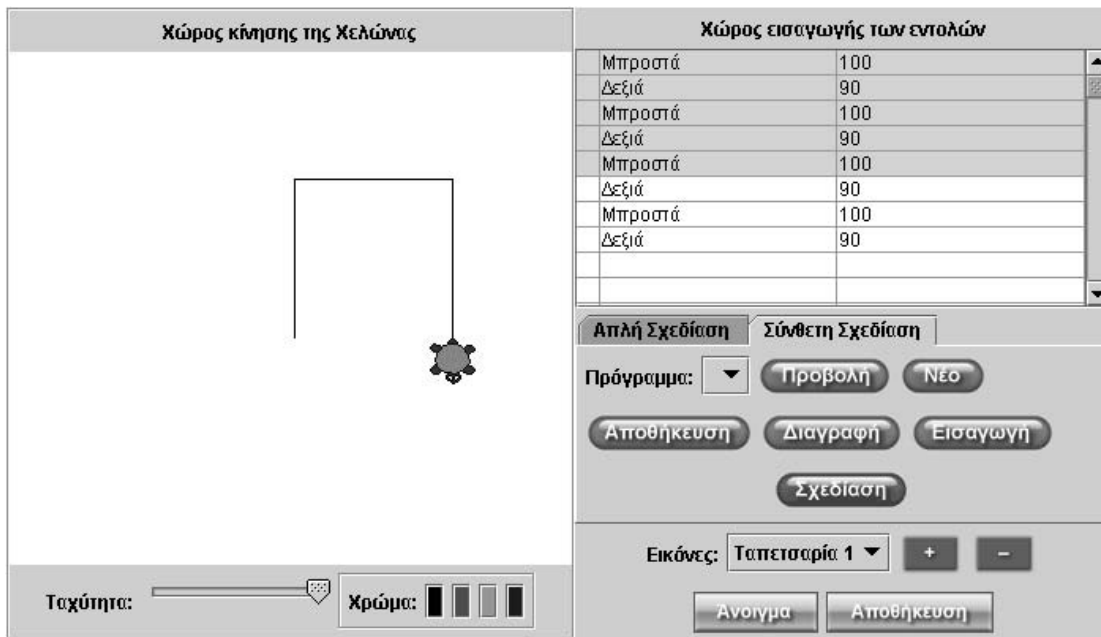 Χώρος κίνησης της Χελώνας
Χώρος εισαγωγής των εντολών
Μπροστά 100
Δεξιά 90
Μπροστά 100
Δεξιά 90
Μπροστά 100
Δεξιά 90
Μπροστά 100
Δεξιά 90
Απλή Σχεδίαση Σύνθετη Σχεδίαση
Πρόγραμμα: Προβολή Νέο
Αποθήκευση Διαγραφή Εισαγωγή
Σχεδίαση
Εικόνες: Ταπετσαρία 1 + -
Ταχύτητα: Χρώμα:
Άνοιγμα Αποθήκευση